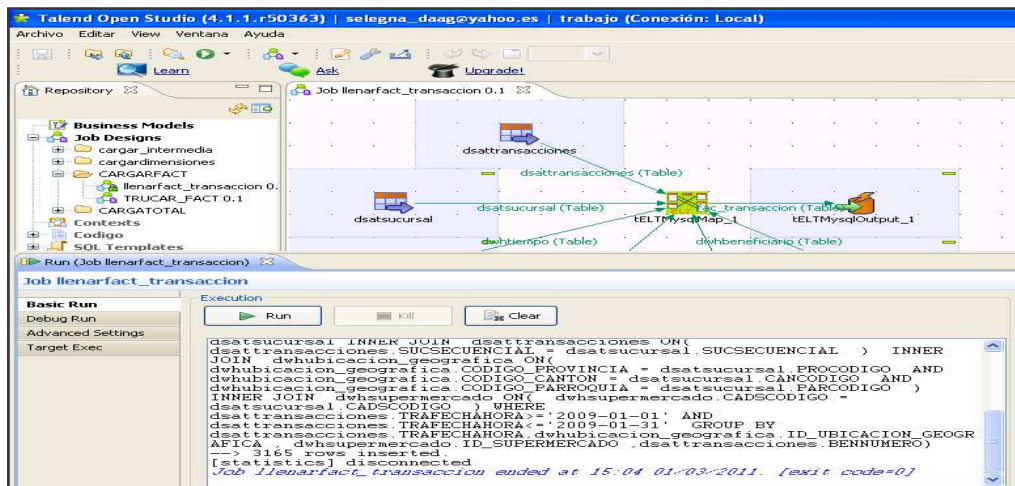 Talend Open Studio (4.1.1.r50363) | selegna_daag@yahoo.es | trabajo (Conexión: Local)
Archivo Editar View Ventana Ayuda
Learn Ask Upgrade!
Repository
Job llenarfact_transaccion 0.1
Business Models
Job Designs
cargar_intermedia
cargardimensiones
CARGARFACT
llenarfact_transaccion 0.
TRUCAR_FACT 0.1
CARGATOTAL
Contexts
Codigo
SQL Templates
dsattransacciones
dsattransacciones (Table)
dsatsucursal
dsatsucursal (Table)
tELTMysqlMap_1
tELTMysqlOutput_1
dwhtiempo (Table)
dwhbeneficiario (Table)
Run (Job llenarfact_transaccion)
Job llenarfact_transaccion
Basic Run
Debug Run
Advanced Settings
Target Exec
Execution
Run Kill Clear
dsatsucursal INNER JOIN dsattransacciones ON(
dsattransacciones.SUCSECUENCIAL = dsatsucursal.SUCSECUENCIAL ) INNER
JOIN dwhubicacion_geografica ON(
dwhubicacion_geografica.CODIGO_PROVINCIA = dsatsucursal.PROCODIGO AND
dwhubicacion_geografica.CODIGO_CANTON = dsatsucursal.CANCODIGO AND
dwhubicacion_geografica.CODIGO_PARROQUIA = dsatsucursal.PARCODIGO )
INNER JOIN dwhsupermercado ON( dwhsupermercado.CADSCODIGO =
dsatsucursal.CADSCODIGO ) WHERE
dsattransacciones.TRAFECHAHORA>='2009-01-01' AND
dsattransacciones.TRAFECHAHORA<='2009-01-31' GROUP BY
dsattransacciones.TRAFECHAHORA,dwhubicacion_geografica.ID_UBICACION_GEOGR
AFICA , dwhsupermercado.ID_SUPERMERCADO ,dsattransacciones.BENNUMERO)
--> 3165 rows inserted.
[statistics] disconnected
Job llenarfact_transaccion ended at 15:04 01/03/2011. [exit code=0]